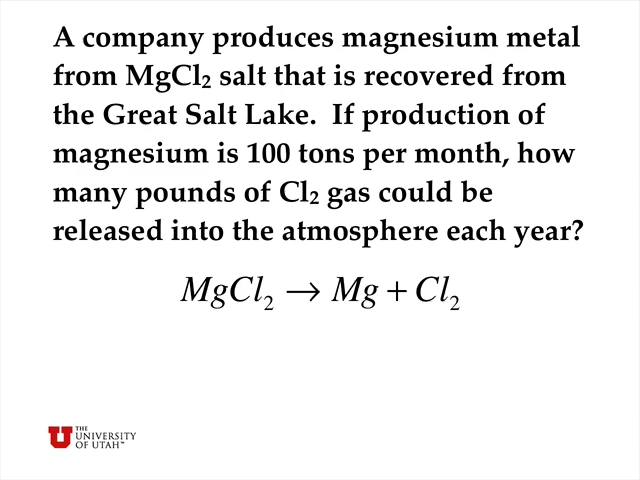 A company produces magnesium metal
from MgCl₂ salt that is recovered from
the Great Salt Lake.  If production of
magnesium is 100 tons per month, how
many pounds of Cl₂ gas could be
released into the atmosphere each year?
MgCl₂ → Mg + Cl₂
THE
UNIVERSITY
OF UTAH™